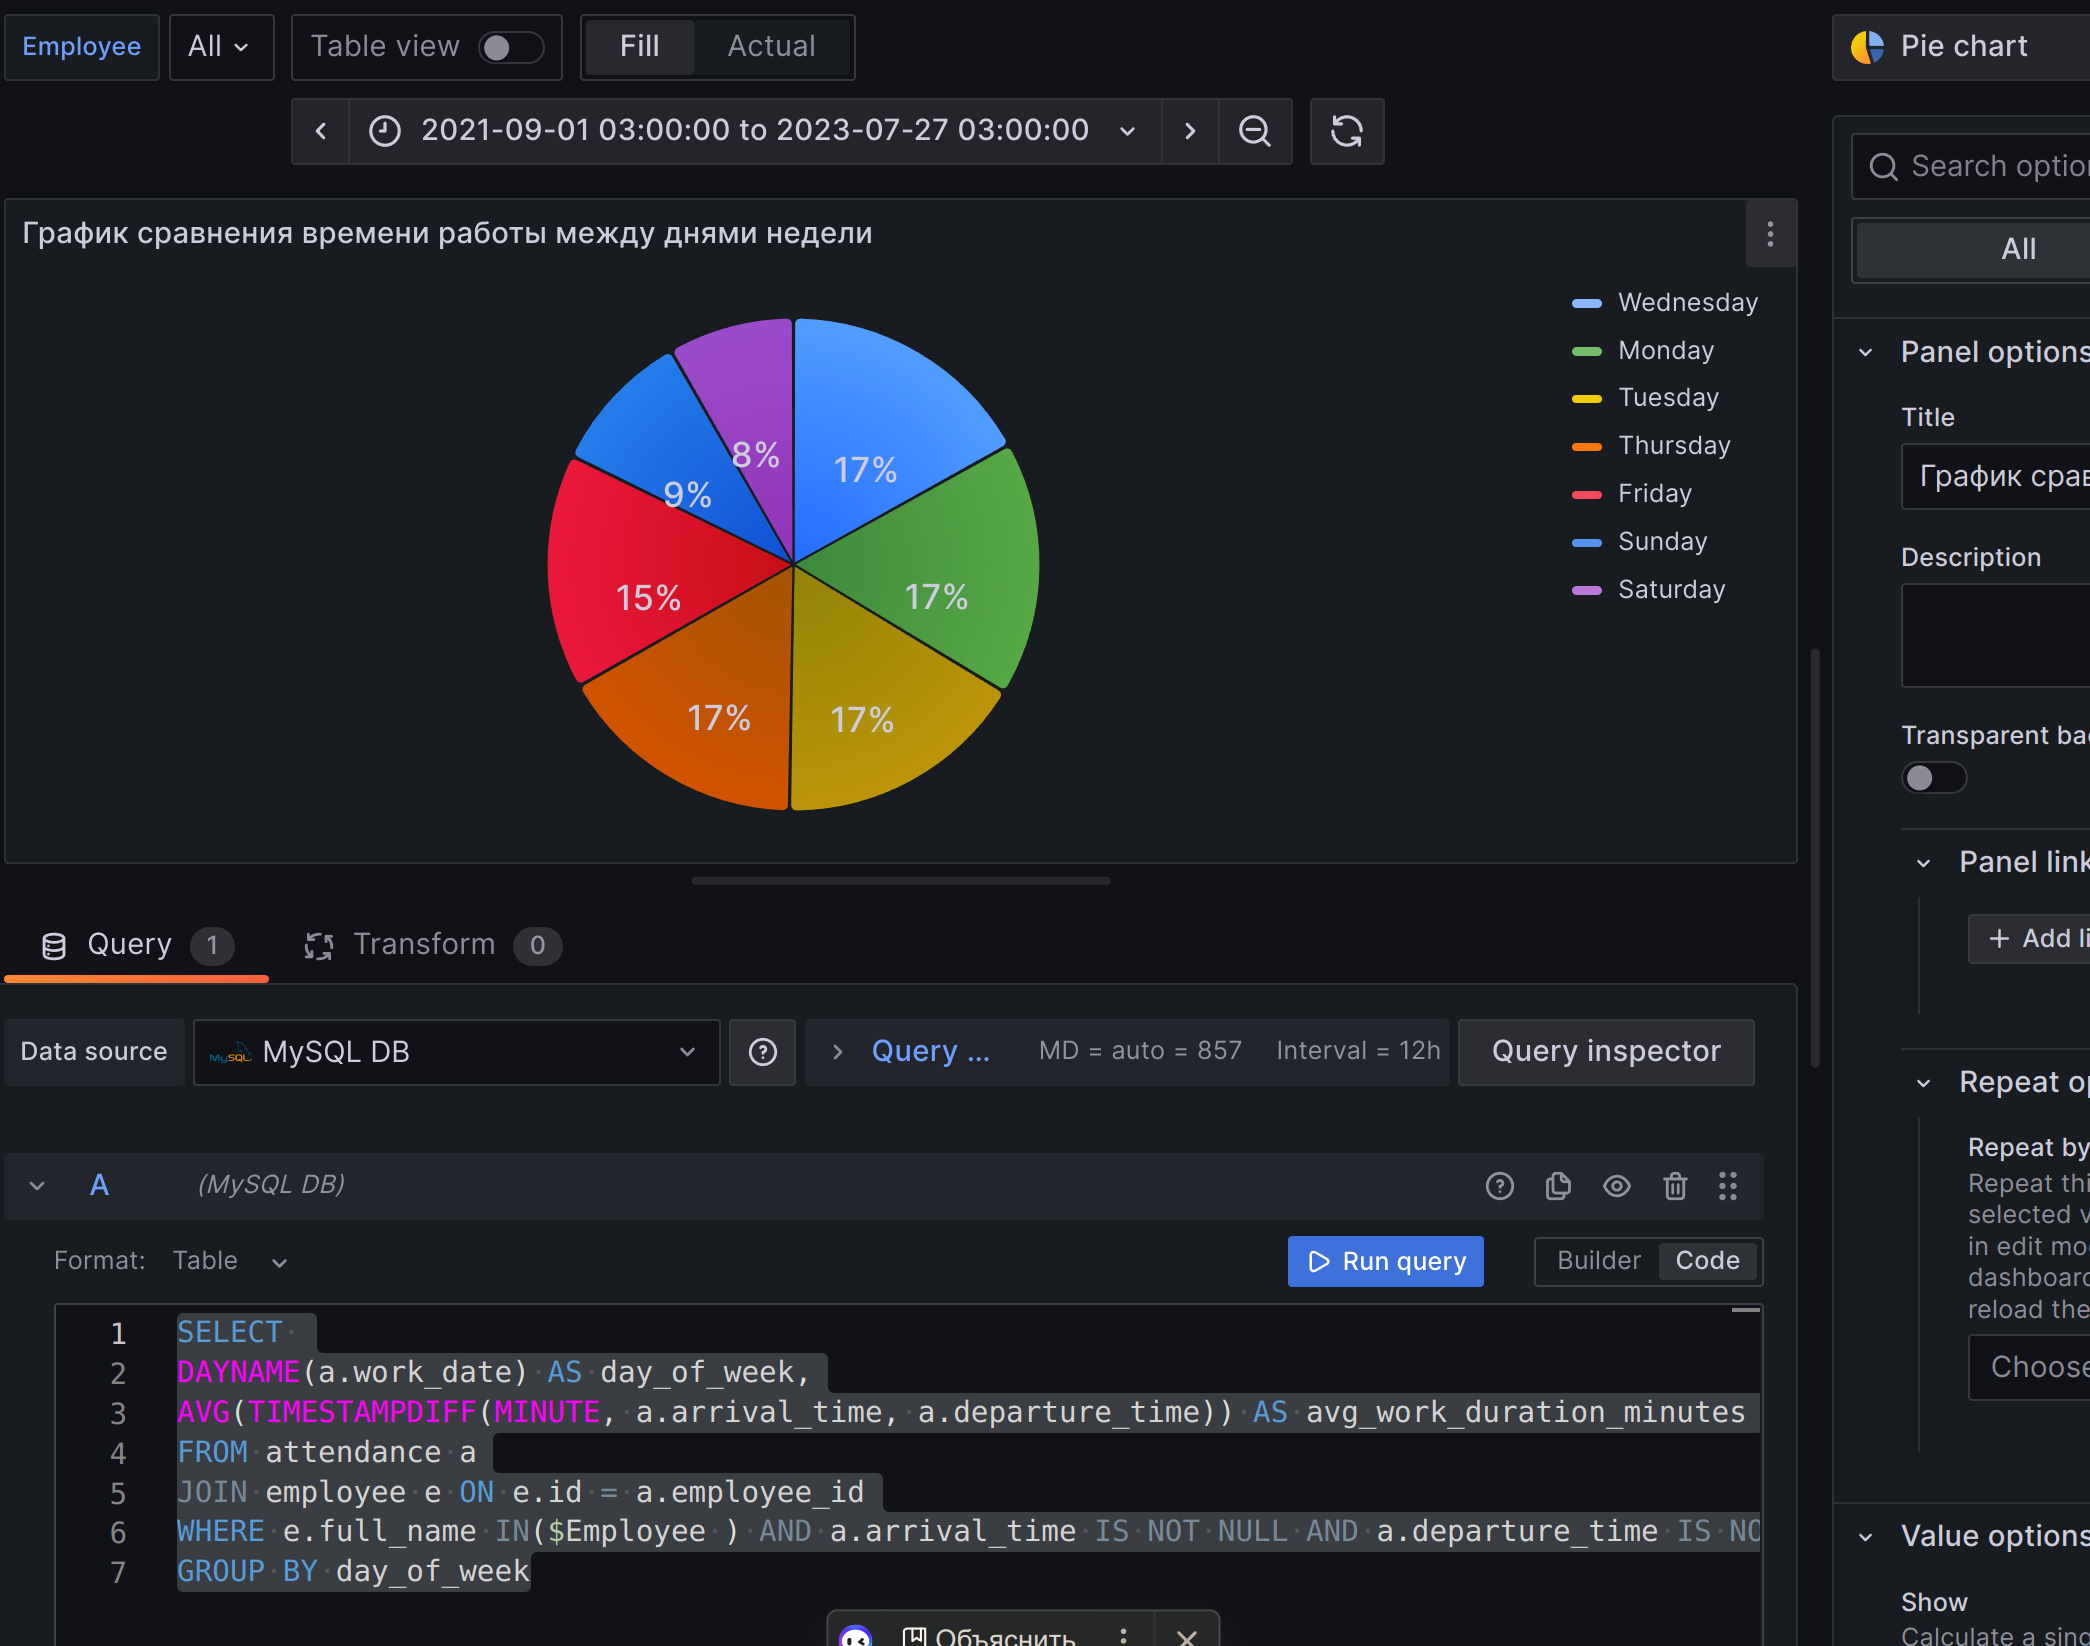 Employee All Table view Fill Actual Pie chart
2021-09-01 03:00:00 to 2023-07-27 03:00:00
Search optio
График сравнения времени работы между днями недели
All
Wednesday
Monday
Tuesday
Thursday
Friday
Sunday
Saturday
8%
17%
9%
15%
17%
17%
17%
Panel options
Title
График срав
Description
Transparent ba
Panel link
+ Add li
Repeat op
Repeat by
Repeat thi
selected v
in edit mo
dashboard
reload the
Choose
Value options
Show
Calculate a sing
Query 1 Transform 0
Data source MySQL MySQL DB Query ... MD = auto = 857 Interval = 12h Query inspector
A (MySQL DB)
Format: Table Run query Builder Code
1 SELECT
2 DAYNAME(a.work_date) AS day_of_week,
3 AVG(TIMESTAMPDIFF(MINUTE, a.arrival_time, a.departure_time)) AS avg_work_duration_minutes
4 FROM attendance a
5 JOIN employee e ON e.id = a.employee_id
6 WHERE e.full_name IN($Employee ) AND a.arrival_time IS NOT NULL AND a.departure_time IS NO
7 GROUP BY day_of_week
Объяснить